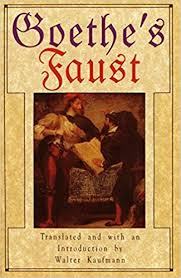 Goethe's
Faust
Translated and with an
Introduction by
Walter Kaufmann